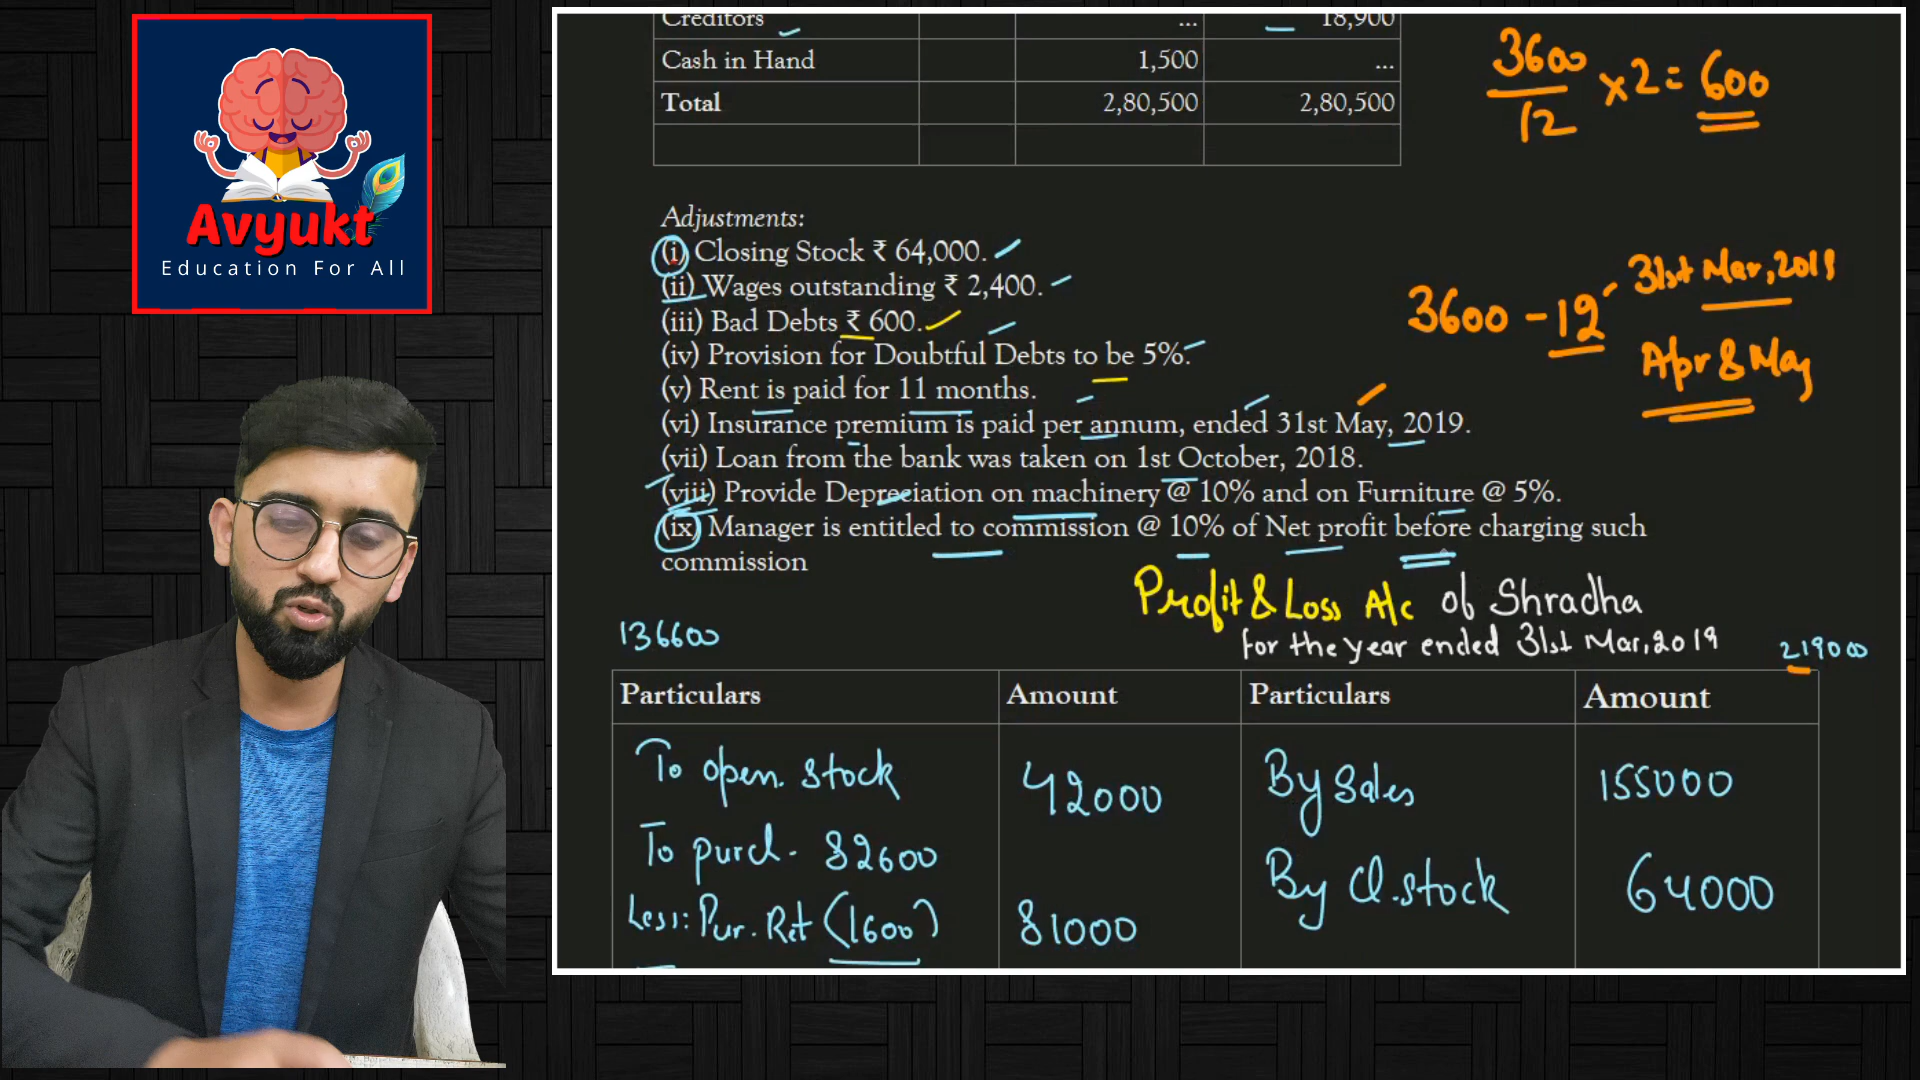 Avyukt
Education For All
Creditors ... 18,900
Cash in Hand 1,500 ...
Total 2,80,500 2,80,500
3600/12 x2 = 600
Adjustments:
(i) Closing Stock ₹ 64,000.
(ii) Wages outstanding ₹ 2,400.
(iii) Bad Debts ₹ 600.
(iv) Provision for Doubtful Debts to be 5%.
(v) Rent is paid for 11 months.
(vi) Insurance premium is paid per annum, ended 31st May, 2019.
(vii) Loan from the bank was taken on 1st October, 2018.
(viii) Provide Depreciation on machinery @ 10% and on Furniture @ 5%.
(ix) Manager is entitled to commission @ 10% of Net profit before charging such
commission
31st Mar, 2019
3600 - 12
Apr & May
Profit & Loss A/c of Shradha
for the year ended 31st Mar, 2019
136600
219000
Particulars Amount Particulars Amount
To open. stock 42000 By Sales 155000
To purch. 82600
By Cl. stock 64000
Less: Pur. Ret (1600) 81000